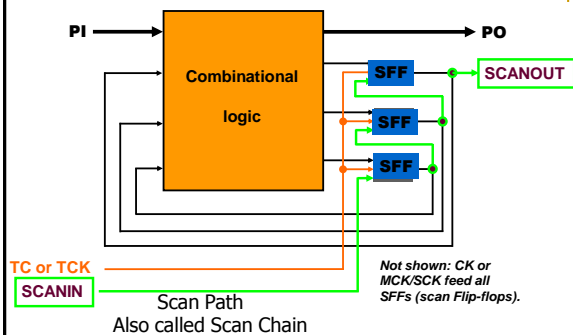 PI
PO
Combinational
logic
SFF
SCANOUT
SFF
SFF
TC or TCK
SCANIN
Not shown: CK or
MCK/SCK feed all
SFFs (scan Flip-flops).
Scan Path
Also called Scan Chain